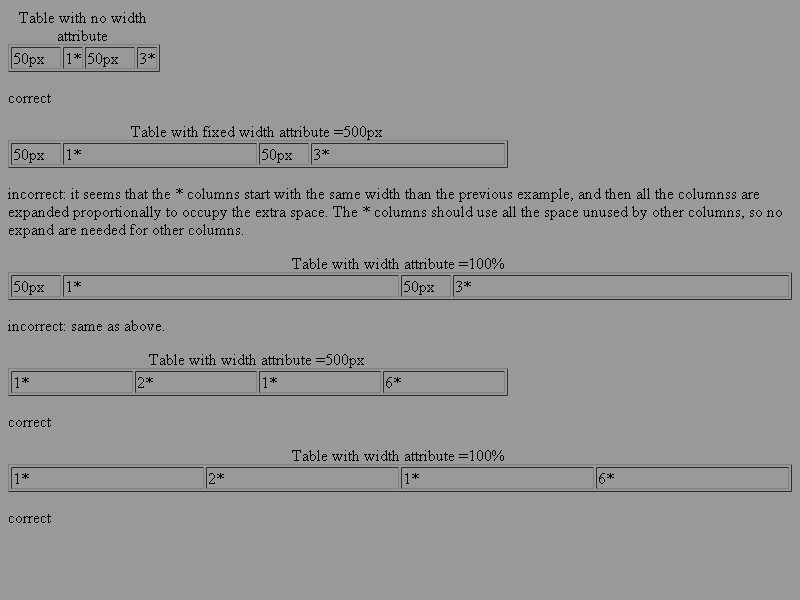 Table with no width
attribute
50px 1* 50px 3*
correct
Table with fixed width attribute =500px
50px 1* 50px 3*
incorrect: it seems that the * columns start with the same width than the previous example, and then all the columnss are
expanded proportionally to occupy the extra space. The * columns should use all the space unused by other columns, so no
expand are needed for other columns.
Table with width attribute =100%
50px 1* 50px 3*
incorrect: same as above.
Table with width attribute =500px
1* 2* 1* 6*
correct
Table with width attribute =100%
1* 2* 1* 6*
correct